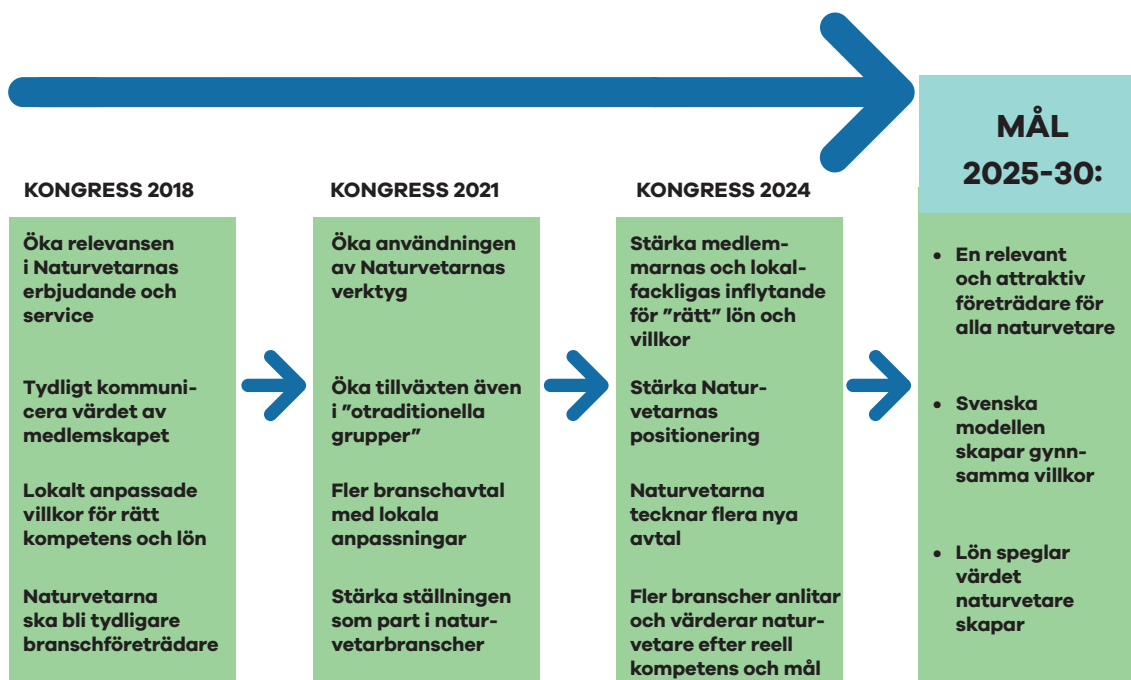 KONGRESS 2018
Öka relevansen
i Naturvetarnas
erbjudande och
service
Tydligt kommuni-
cera värdet av
medlemskapet
Lokalt anpassade
villkor för rätt
kompetens och lön
Naturvetarna
ska bli tydligare
branschföreträdare
KONGRESS 2021
Öka användningen
av Naturvetarnas
verktyg
Öka tillväxten även
i ”otraditionella
grupper”
Fler branschavtal
med lokala
anpassningar
Stärka ställningen
som part i natur-
vetarbranscher
KONGRESS 2024
Stärka medlem-
marnas och lokal-
fackligas inflytande
för ”rätt” lön och
villkor
Stärka Natur-
vetarnas
positionering
Naturvetarna
tecknar flera nya
avtal
Fler branscher anlitar
och värderar natur-
vetare efter reell
kompetens och mål
MÅL
2025-30:
• En relevant
och attraktiv
företrädare för
alla naturvetare
• Svenska
modellen
skapar gynn-
samma villkor
• Lön speglar
värdet
naturvetare
skapar